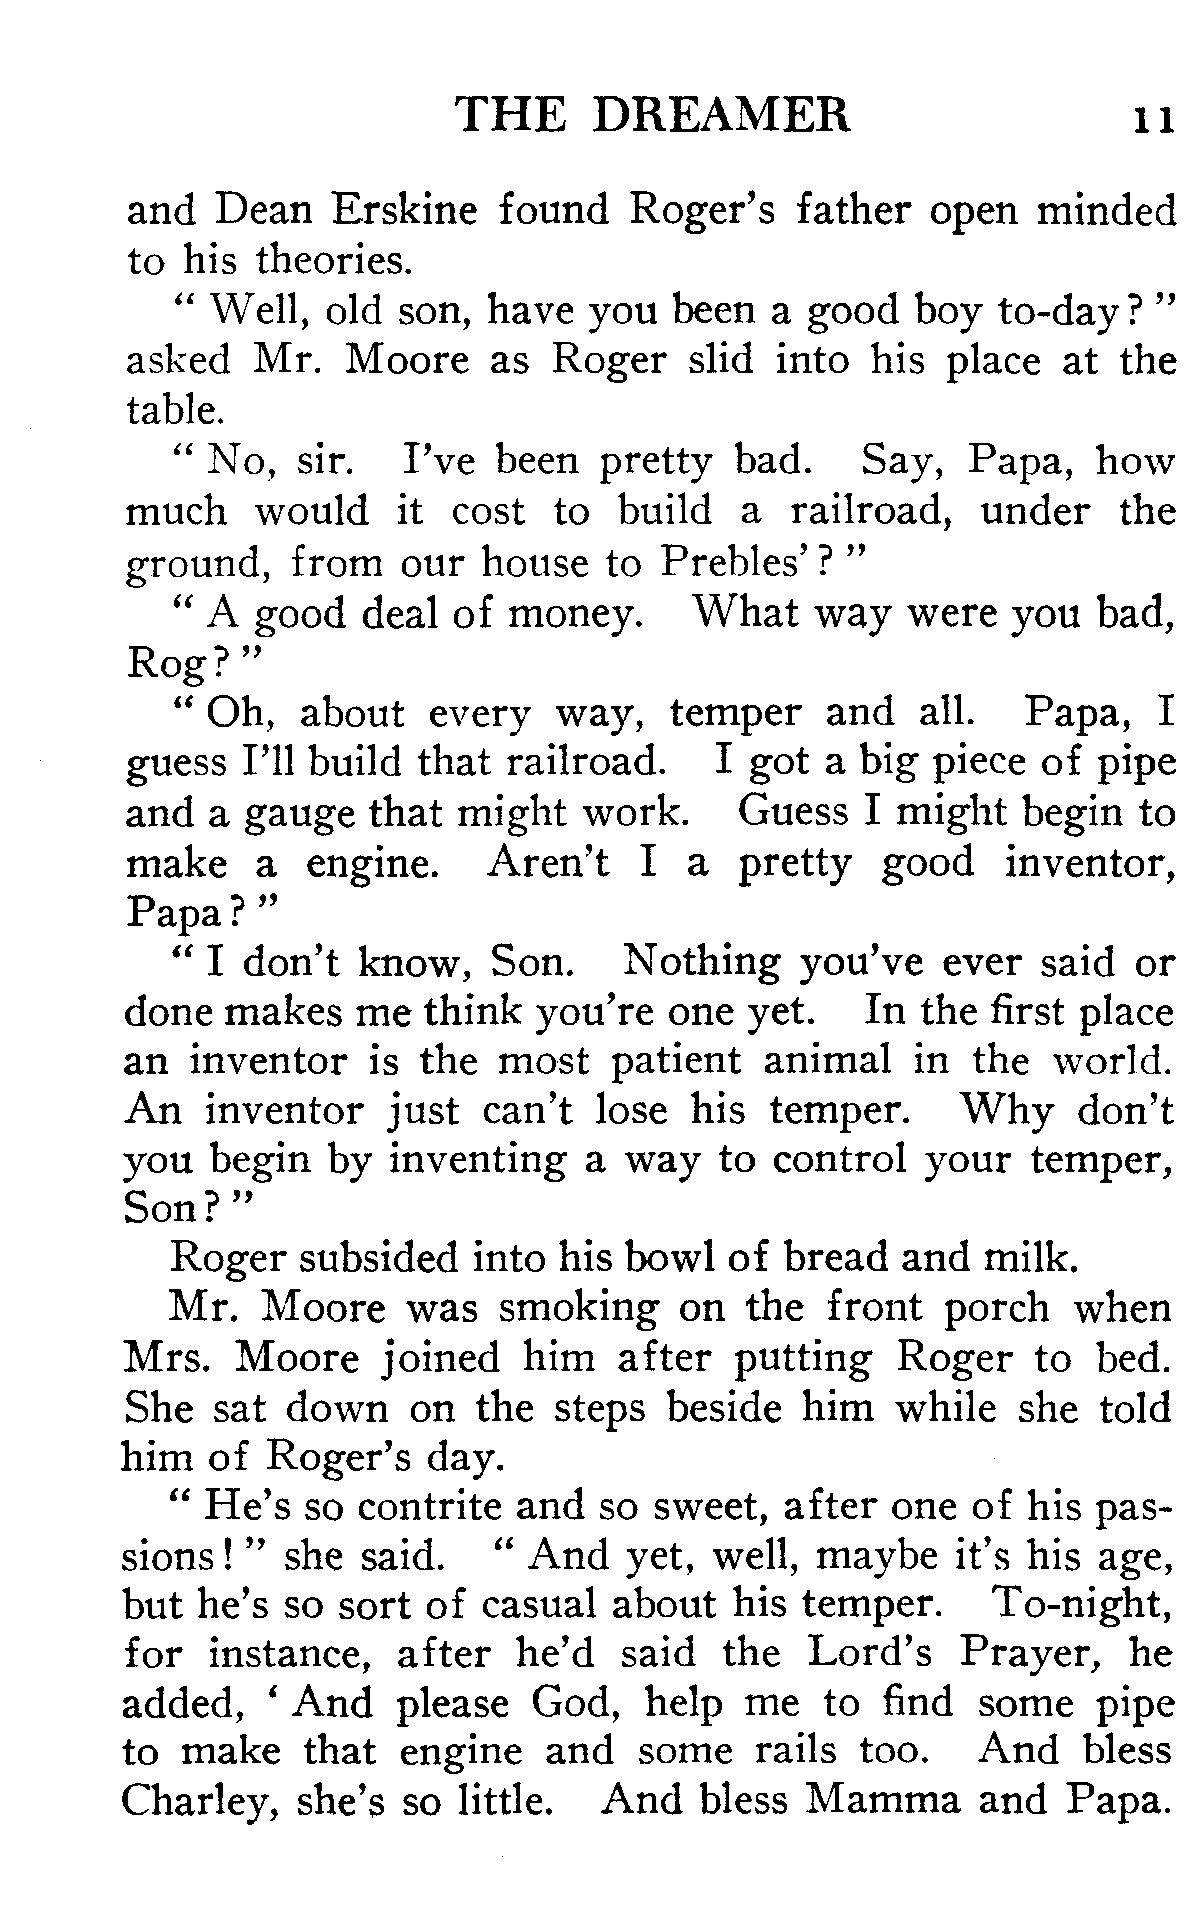 THE DREAMER 11
and Dean Erskine found Roger's father open minded
to his theories.
" Well, old son, have you been a good boy to-day? "
asked Mr. Moore as Roger slid into his place at the
table.
" No, sir. I've been pretty bad. Say, Papa, how
much would it cost to build a railroad, under the
ground, from our house to Prebles'? "
" A good deal of money. What way were you bad,
Rog? "
" Oh, about every way, temper and all. Papa, I
guess I'll build that railroad. I got a big piece of pipe
and a gauge that might work. Guess I might begin to
make a engine. Aren't I a pretty good inventor,
Papa? "
" I don't know, Son. Nothing you've ever said or
done makes me think you're one yet. In the first place
an inventor is the most patient animal in the world.
An inventor just can't lose his temper. Why don't
you begin by inventing a way to control your temper,
Son? "
Roger subsided into his bowl of bread and milk.
Mr. Moore was smoking on the front porch when
Mrs. Moore joined him after putting Roger to bed.
She sat down on the steps beside him while she told
him of Roger's day.
" He's so contrite and so sweet, after one of his pas-
sions! " she said. " And yet, well, maybe it's his age,
but he's so sort of casual about his temper. To-night,
for instance, after he'd said the Lord's Prayer, he
added, ' And please God, help me to find some pipe
to make that engine and some rails too. And bless
Charley, she's so little. And bless Mamma and Papa.